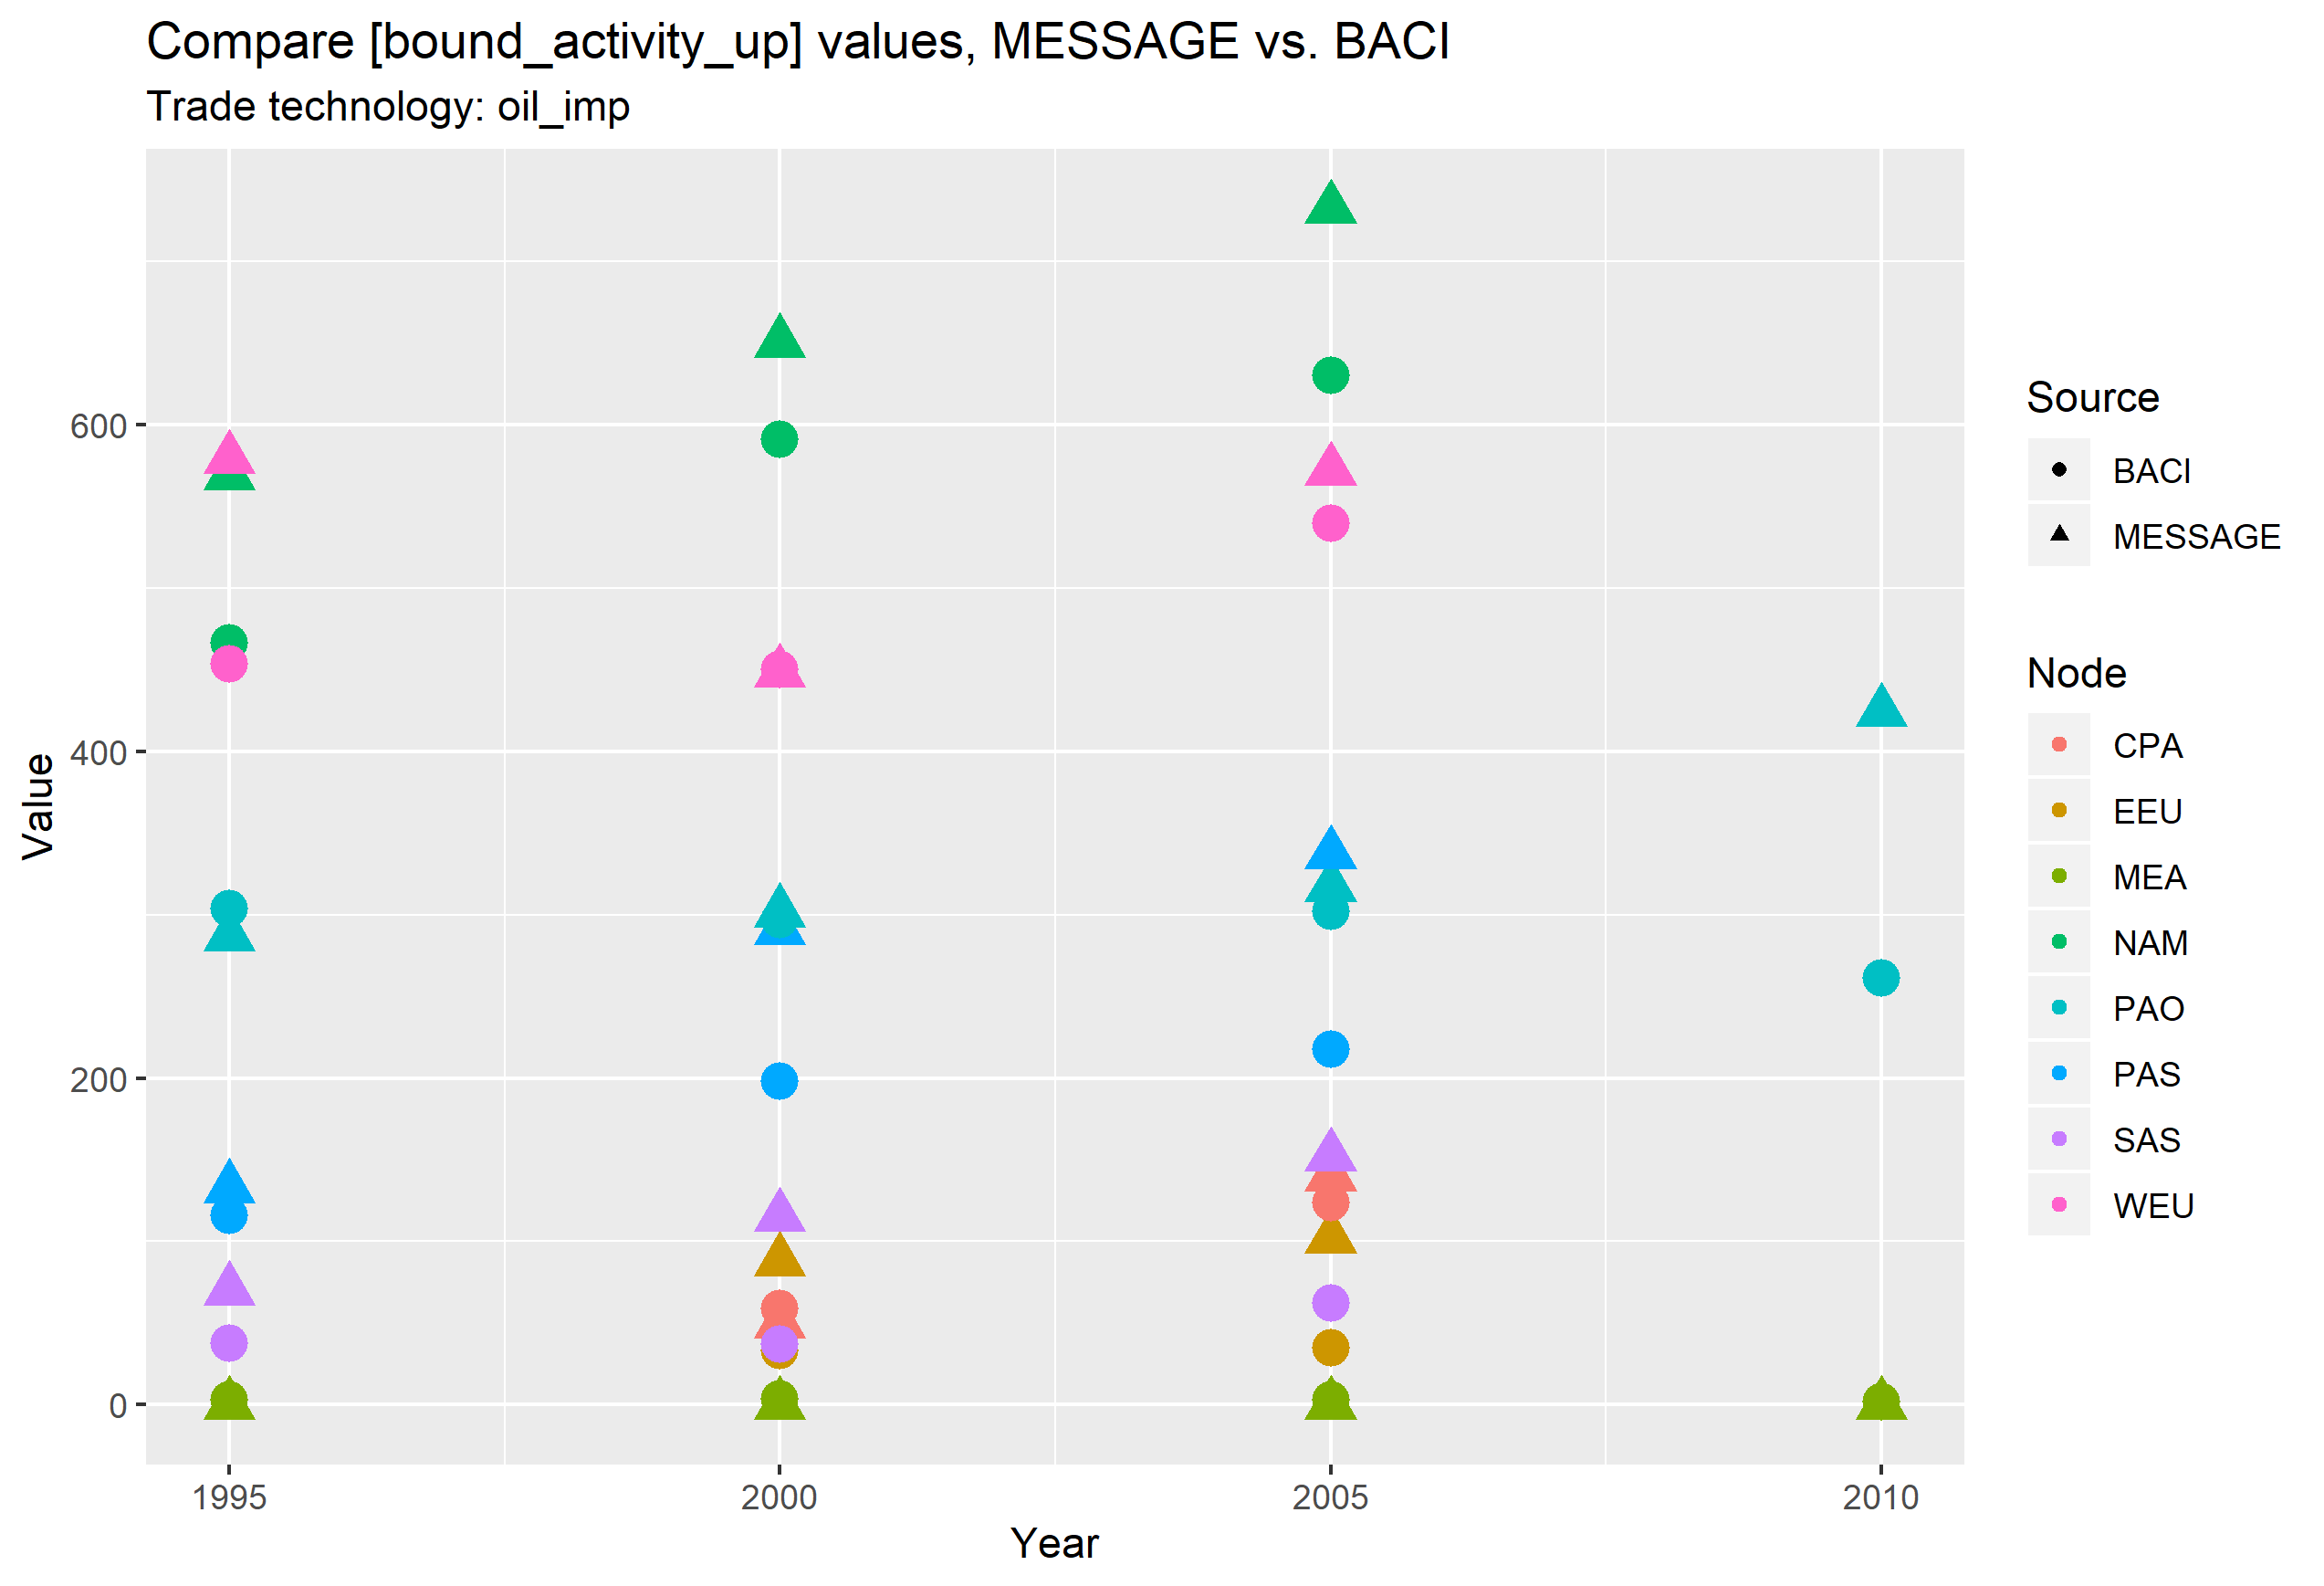 Compare [bound_activity_up] values, MESSAGE vs. BACI
Trade technology: oil_imp
Value
600
400
200
0
1995 2000 2005 2010
Year
Source
BACI
MESSAGE
Node
CPA
EEU
MEA
NAM
PAO
PAS
SAS
WEU